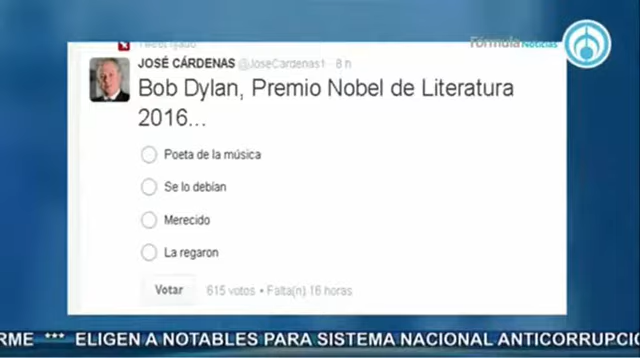 Fórmula Noticias
JOSÉ CÁRDENAS @JoseCardenas1 · 8 h
Bob Dylan, Premio Nobel de Literatura
2016...
Poeta de la música
Se lo debían
Merecido
La regaron
Votar 615 votos • Falta(n) 16 horas
RME *** ELIGEN A NOTABLES PARA SISTEMA NACIONAL ANTICORRUPCIÓ